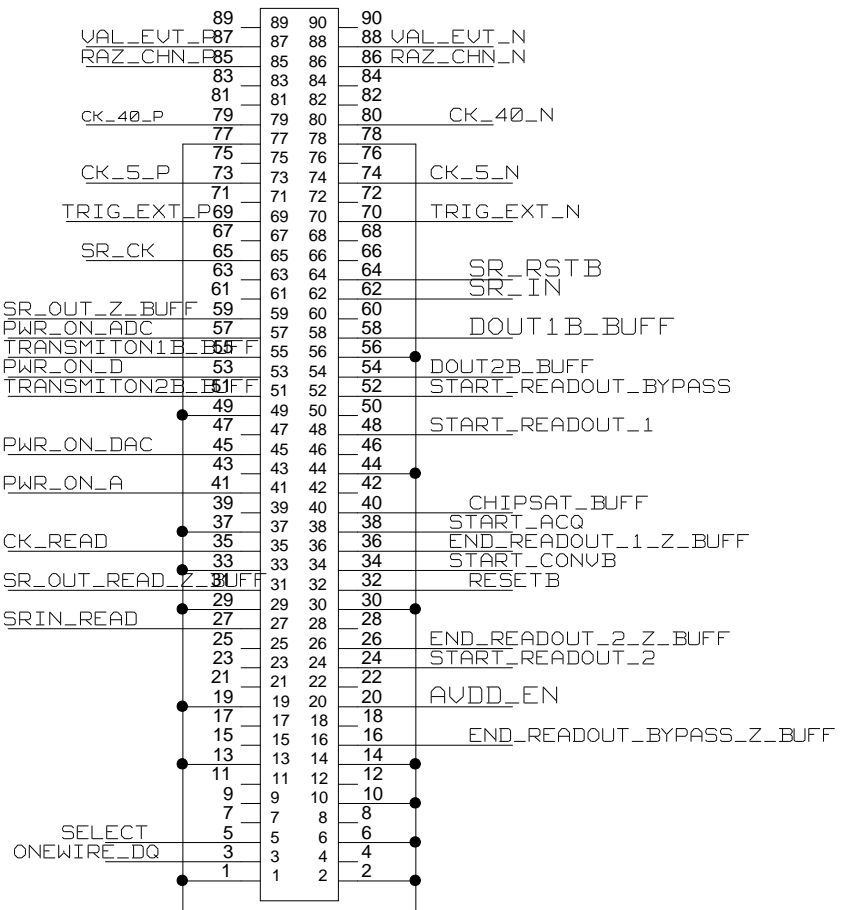 89 89 90 90
VAL_EVT_P 87 87 88 88 VAL_EVT_N
RAZ_CHN_P 85 85 86 86 RAZ_CHN_N
83 83 84 84
81 81 82 82
CK_40_P 79 79 80 80 CK_40_N
77 77 78 78
75 75 76 76
CK_5_P 73 73 74 74 CK_5_N
71 71 72 72
TRIG_EXT_P 69 69 70 70 TRIG_EXT_N
67 67 68 68
SR_CK 65 65 66 66
63 63 64 64 SR_RSTB
61 61 62 62 SR_IN
SR_OUT_Z_BUFF 59 59 60 60
PWR_ON_ADC 57 57 58 58 DOUT1B_BUFF
TRANSMITON1B_BUFF 55 55 56 56
PWR_ON_D 53 53 54 54 DOUT2B_BUFF
TRANSMITON2B_BUFF 51 51 52 52 START_READOUT_BYPASS
49 49 50 50
47 47 48 48 START_READOUT_1
PWR_ON_DAC 45 45 46 46
43 43 44 44
PWR_ON_A 41 41 42 42
39 39 40 40 CHIPSAT_BUFF
37 37 38 38 START_ACQ
CK_READ 35 35 36 36 END_READOUT_1_Z_BUFF
33 33 34 34 START_CONVB
SR_OUT_READ_Z_BUFF 31 31 32 32 RESETB
29 29 30 30
SRIN_READ 27 27 28 28
25 25 26 26 END_READOUT_2_Z_BUFF
23 23 24 24 START_READOUT_2
21 21 22 22
19 19 20 20 AVDD_EN
17 17 18 18
15 15 16 16 END_READOUT_BYPASS_Z_BUFF
13 13 14 14
11 11 12 12
9 9 10 10
7 7 8 8
SELECT 5 5 6 6
ONEWIRE_DQ 3 3 4 4
1 1 2 2